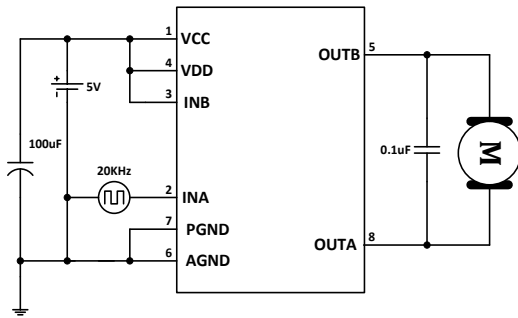 1 VCC
4 VDD
3 INB
2 INA
7 PGND
6 AGND
OUTB 5
OUTA 8
+
-
5V
100uF
20KHz
0.1uF
M